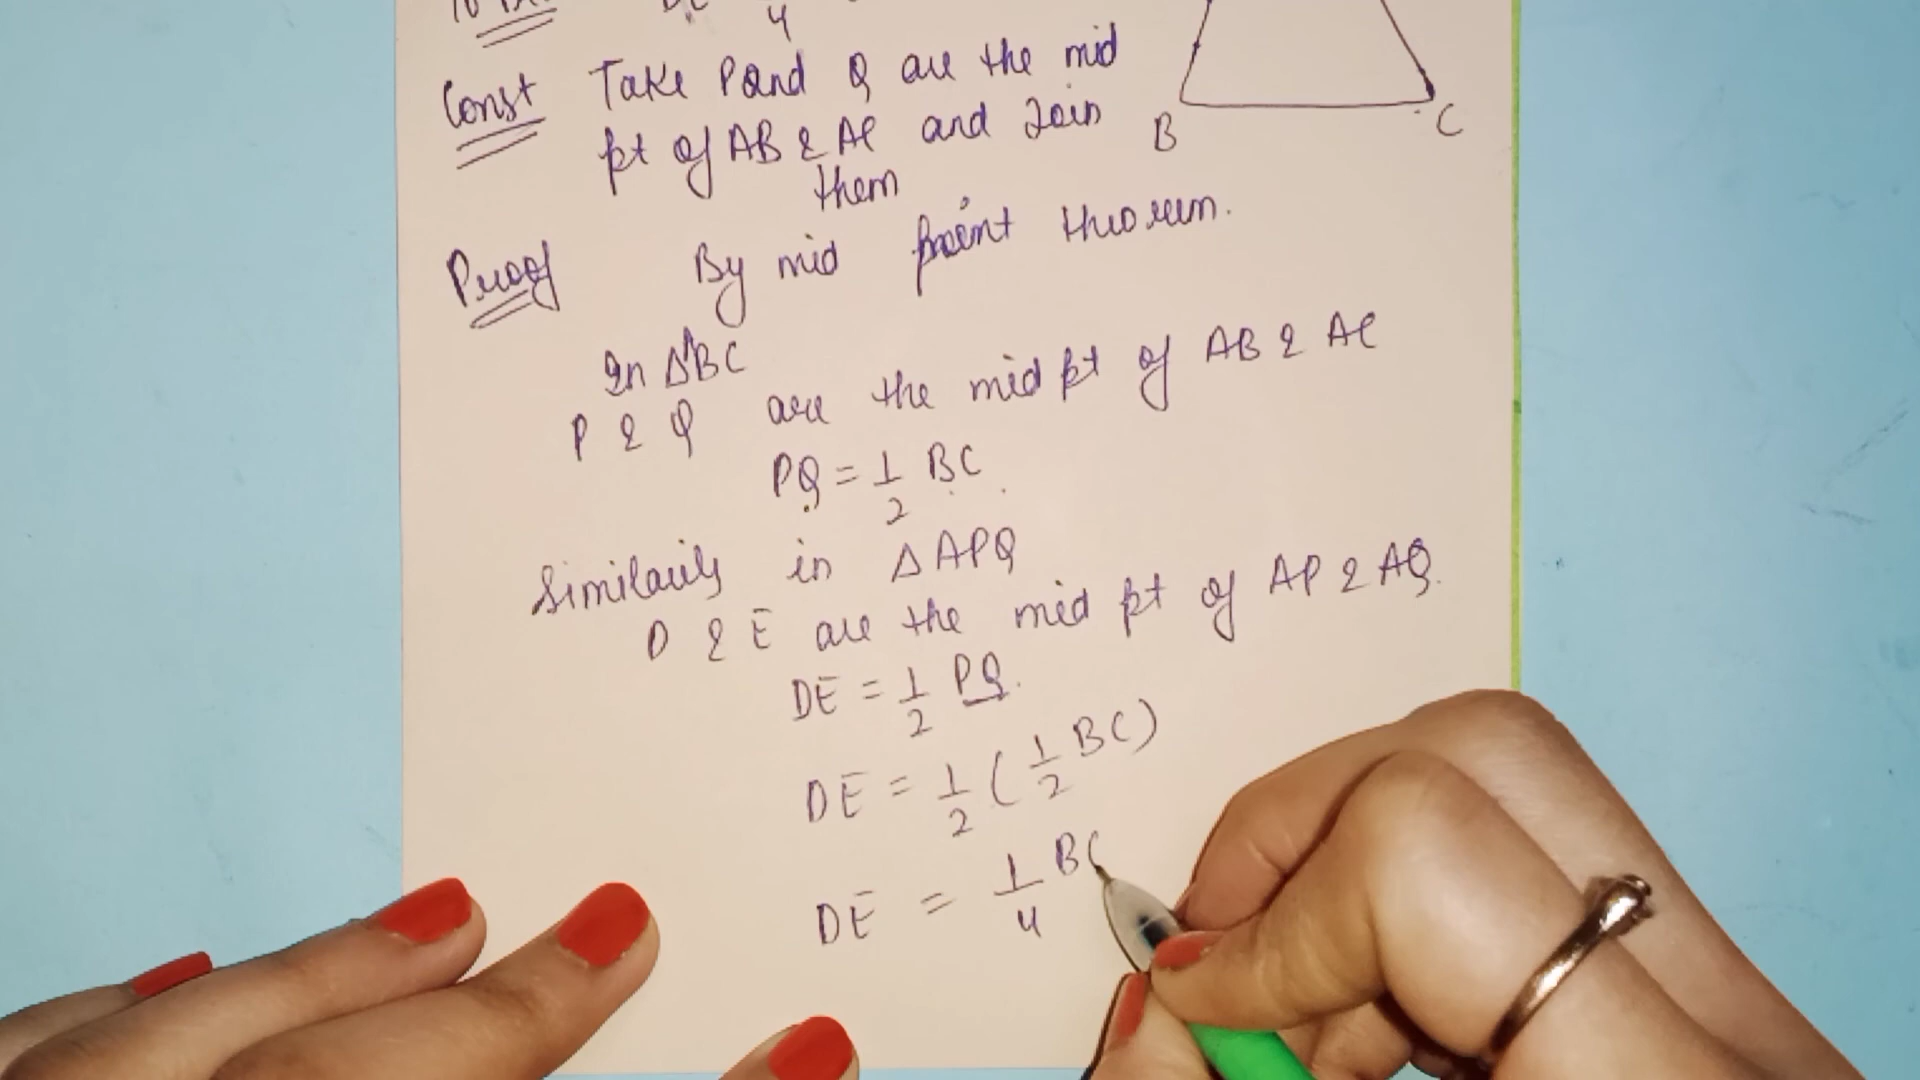 4
B C
Const Take P and Q are the mid
pt of AB & AC and Join
them
Proof By mid point theorem.
In ΔABC
P & Q are the mid pt of AB & AC
PQ = 1/2 BC
Similarly in Δ APQ
D & E are the mid pt of AP & AQ.
DE = 1/2 PQ.
DE = 1/2 ( 1/2 BC)
DE = 1/4 BC